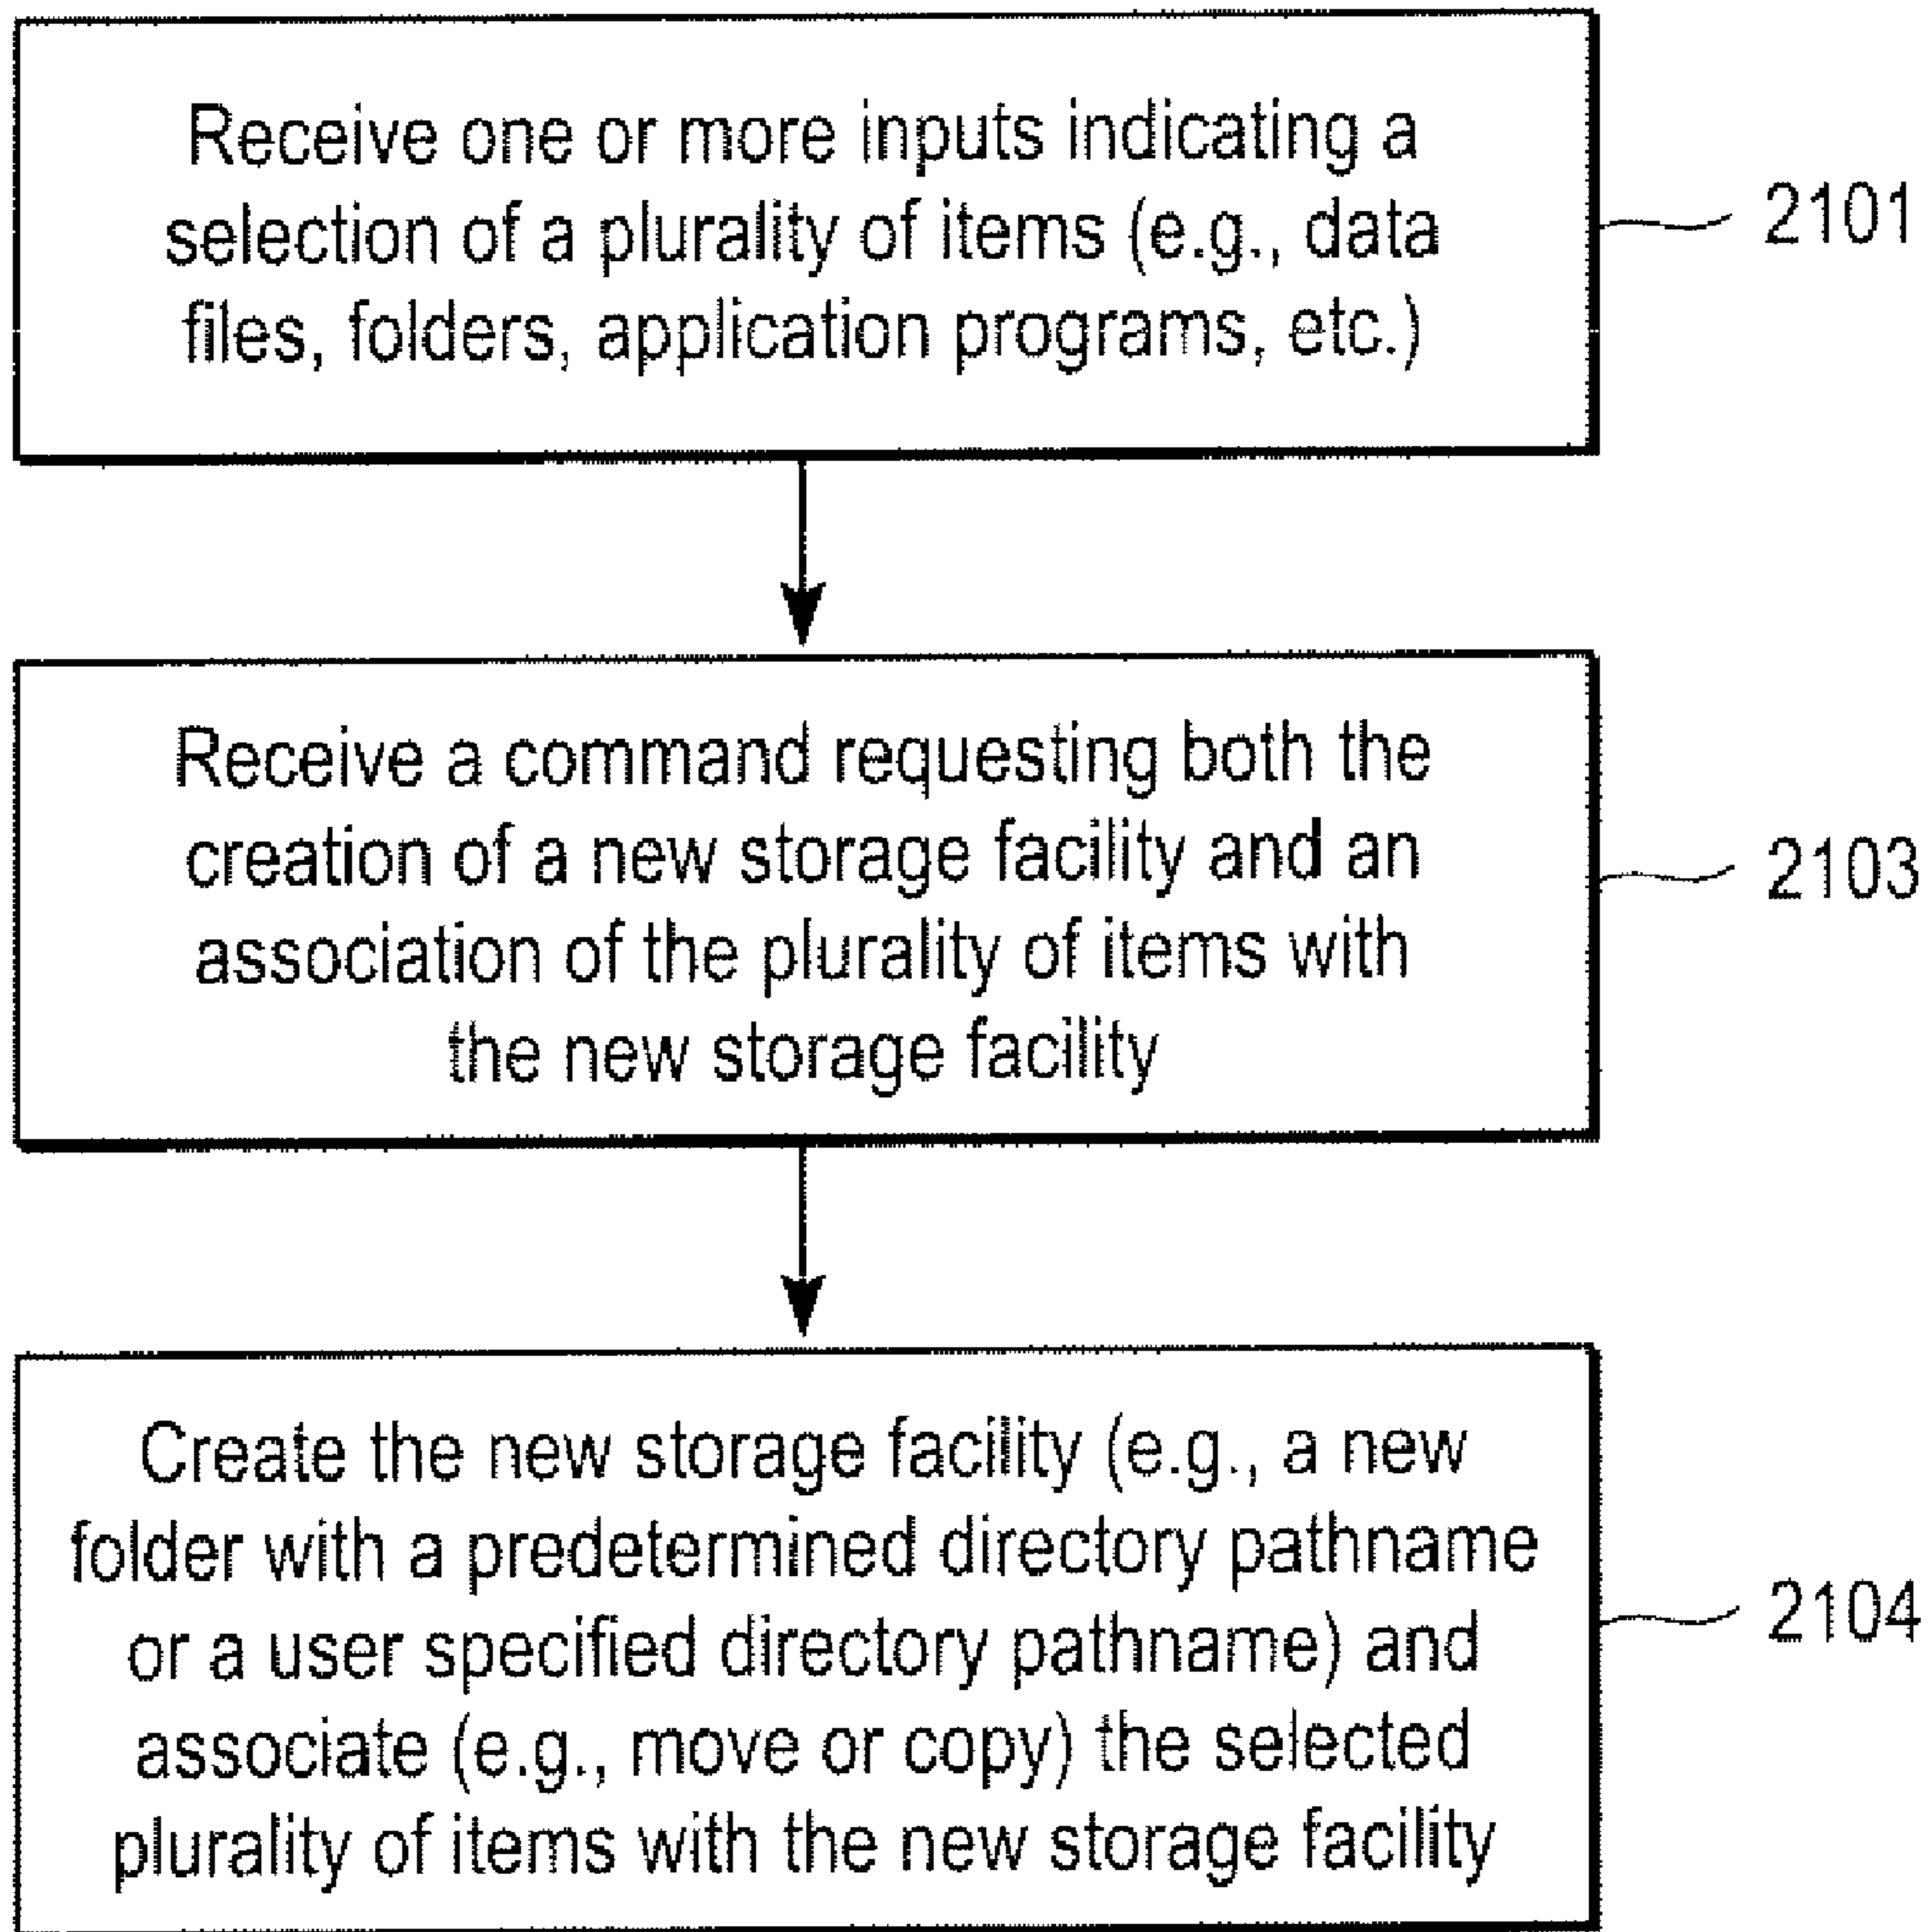 Receive one or more inputs indicating a
selection of a plurality of items (e.g., data
files, folders, application programs, etc.)
2101
Receive a command requesting both the
creation of a new storage facility and an
association of the plurality of items with
the new storage facility
2103
Create the new storage facility (e.g., a new
folder with a predetermined directory pathname
or a user specified directory pathname) and
associate (e.g., move or copy) the selected
plurality of items with the new storage facility
2104